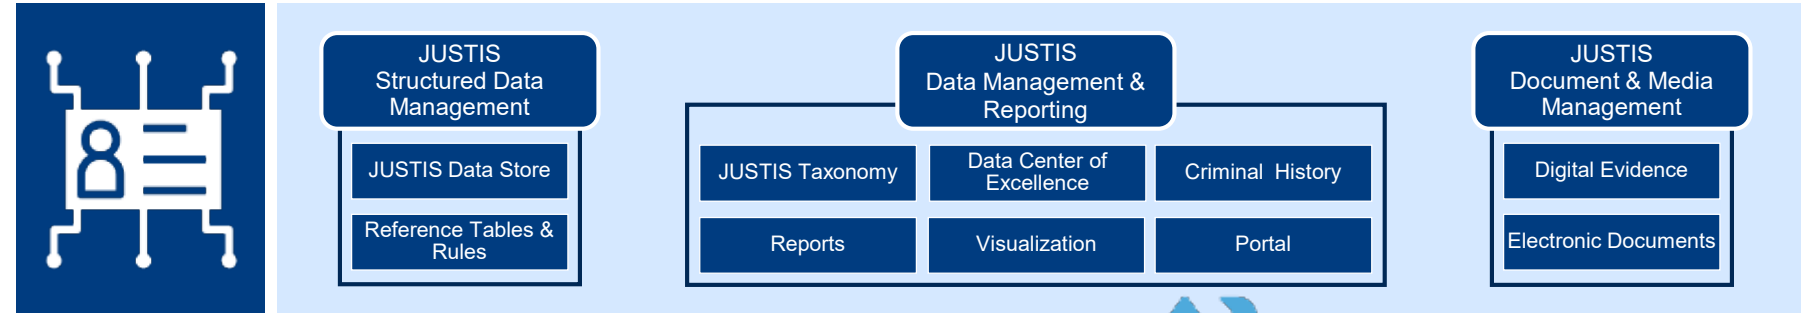 JUSTIS
Structured Data
Management
JUSTIS Data Store
Reference Tables &
Rules
JUSTIS
Data Management &
Reporting
JUSTIS Taxonomy
Data Center of
Excellence
Criminal History
Reports
Visualization
Portal
JUSTIS
Document & Media
Management
Digital Evidence
Electronic Documents